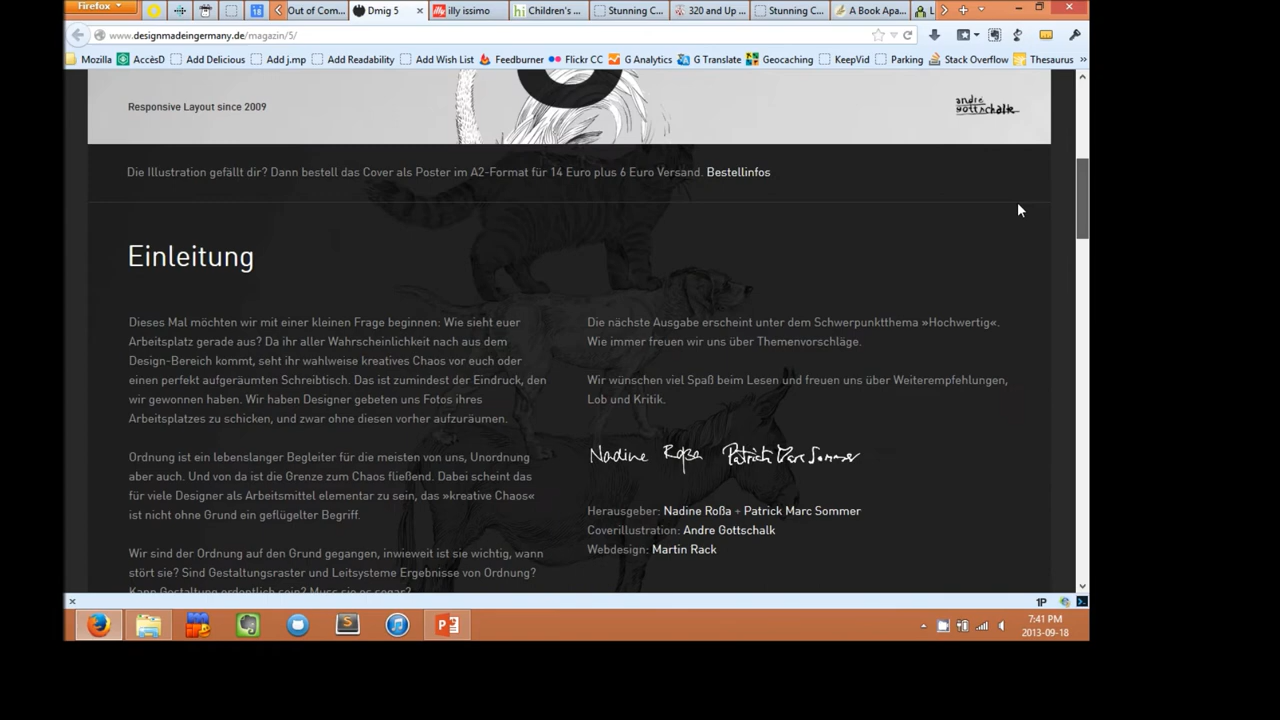 Firefox
18
Out of Com...
Dmig 5
illy issimo
Children's ...
Stunning C...
320 and Up ...
Stunning C...
A Book Apa...
L
www.designmadeingermany.de/magazin/5/
Mozilla
AccèsD
Add Delicious
Add j.mp
Add Readability
Add Wish List
Feedburner
Flickr CC
G Analytics
G Translate
Geocaching
KeepVid
Parking
Stack Overflow
Thesaurus
Responsive Layout since 2009
andre
gottschalk
Die Illustration gefällt dir? Dann bestell das Cover als Poster im A2-Format für 14 Euro plus 6 Euro Versand. Bestellinfos
Einleitung
Dieses Mal möchten wir mit einer kleinen Frage beginnen: Wie sieht euer
Arbeitsplatz gerade aus? Da ihr aller Wahrscheinlichkeit nach aus dem
Design-Bereich kommt, seht ihr wahlweise kreatives Chaos vor euch oder
einen perfekt aufgeräumten Schreibtisch. Das ist zumindest der Eindruck, den
wir gewonnen haben. Wir haben Designer gebeten uns Fotos ihres
Arbeitsplatzes zu schicken, und zwar ohne diesen vorher aufzuräumen.
Ordnung ist ein lebenslanger Begleiter für die meisten von uns, Unordnung
aber auch. Und von da ist die Grenze zum Chaos fließend. Dabei scheint das
für viele Designer als Arbeitsmittel elementar zu sein, das »kreative Chaos«
ist nicht ohne Grund ein geflügelter Begriff.
Wir sind der Ordnung auf den Grund gegangen, inwieweit ist sie wichtig, wann
stört sie? Sind Gestaltungsraster und Leitsysteme Ergebnisse von Ordnung?
Kann Gestaltung ordentlich sein? Muss sie es sogar?
Die nächste Ausgabe erscheint unter dem Schwerpunktthema »Hochwertig«.
Wie immer freuen wir uns über Themenvorschläge.
Wir wünschen viel Spaß beim Lesen und freuen uns über Weiterempfehlungen,
Lob und Kritik.
Nadine Roßa Patrick Marc Sommer
Herausgeber: Nadine Roßa + Patrick Marc Sommer
Coverillustration: Andre Gottschalk
Webdesign: Martin Rack
1P
7:41 PM
2013-09-18